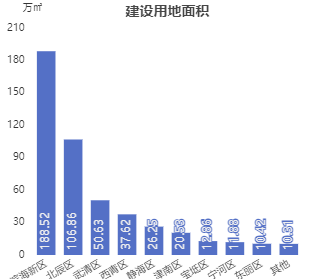 万㎡
建设用地面积
210
180
150
120
90
60
30
0
188.52
106.86
50.63
37.62
26.25
20.56
12.66
11.88
10.42
10.31
滨海新区
北辰区
武清区
西青区
静海区
津南区
宝坻区
宁河区
东丽区
其他